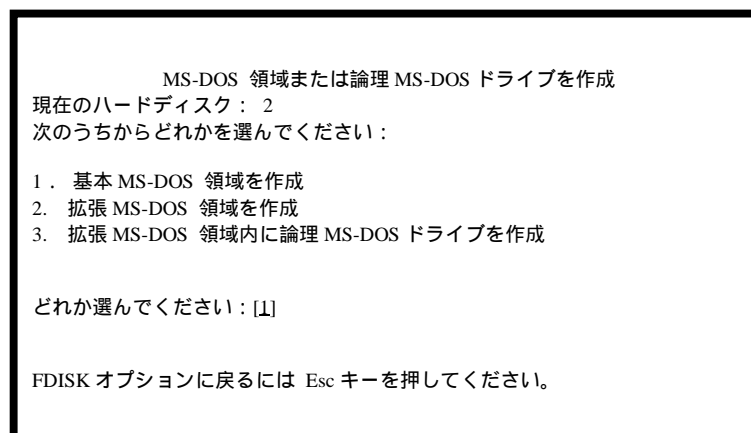 MS-DOS 領域または論理 MS-DOS ドライブを作成
現在のハードディスク： 2
次のうちからどれかを選んでください：
1． 基本 MS-DOS 領域を作成
2. 拡張 MS-DOS 領域を作成
3. 拡張 MS-DOS 領域内に論理 MS-DOS ドライブを作成
どれか選んでください：[1]
FDISK オプションに戻るには Esc キーを押してください。